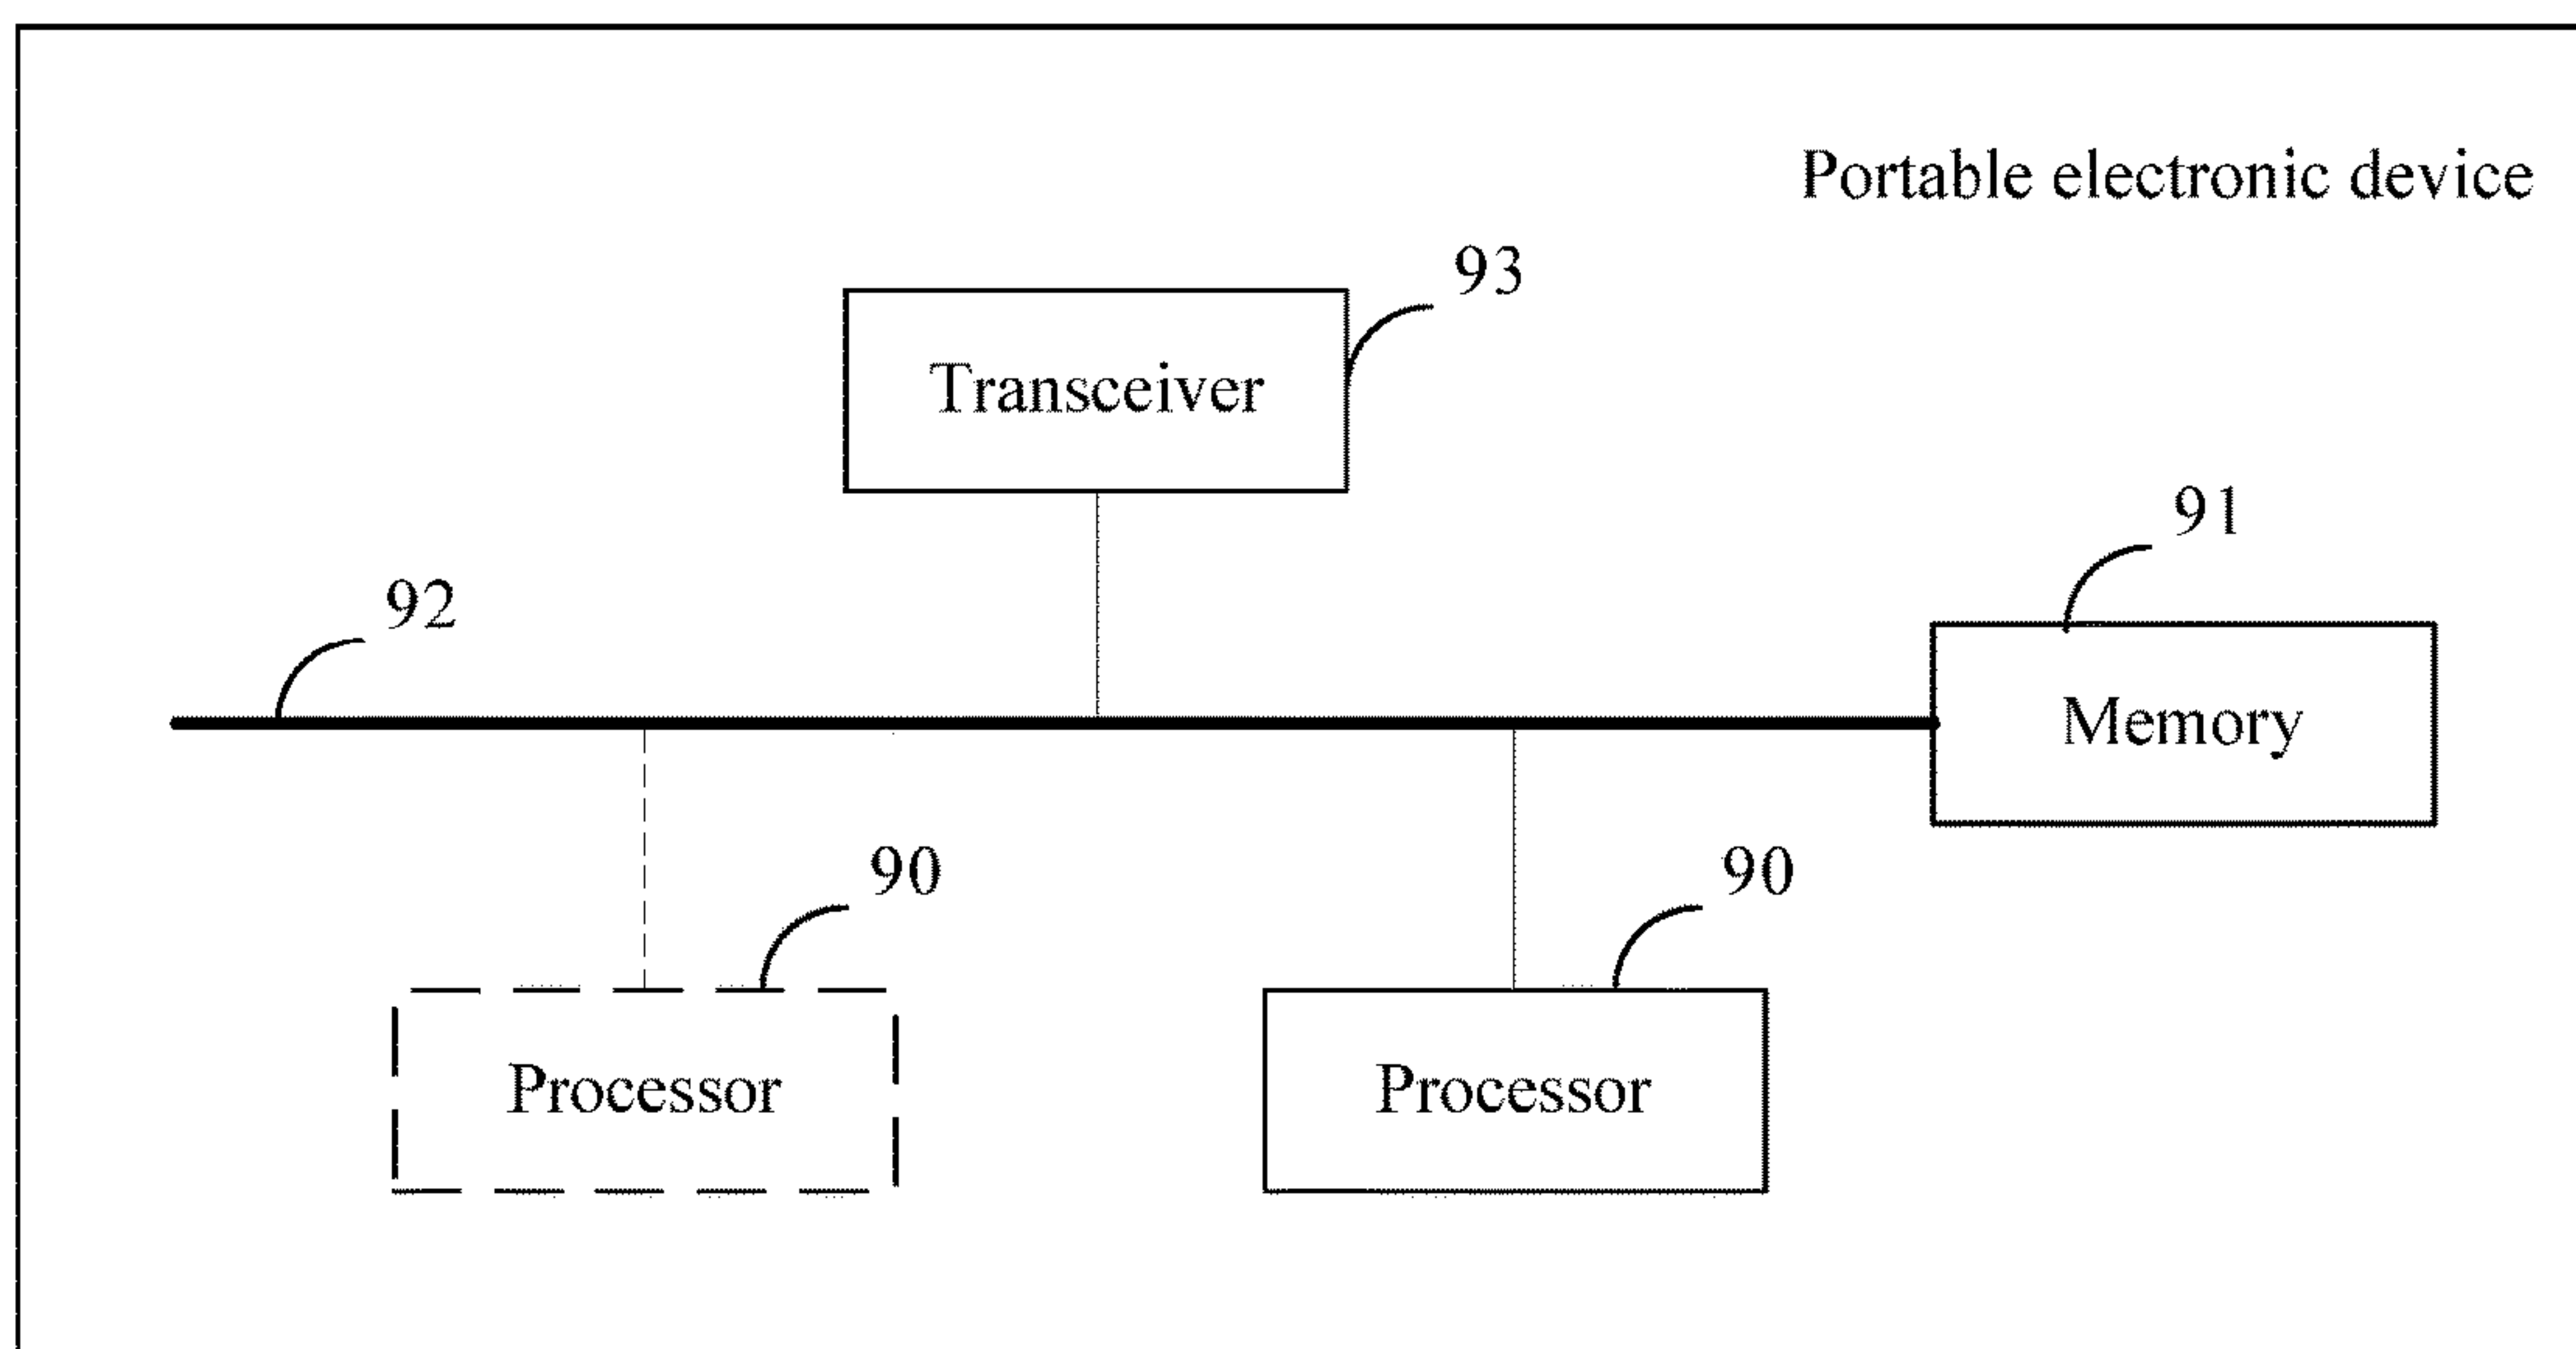 Portable electronic device
93
Transceiver
91
92
Memory
90
90
Processor
Processor